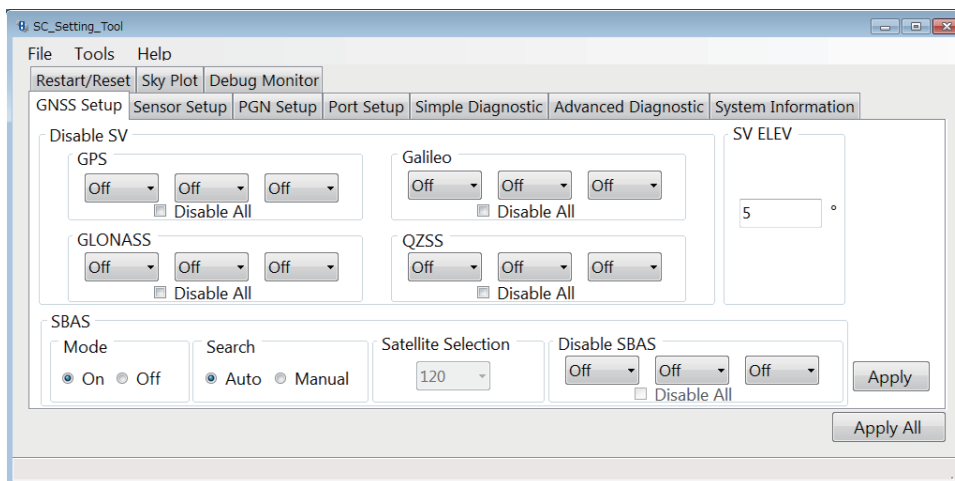 SC_Setting_Tool
File Tools Help
Restart/Reset Sky Plot Debug Monitor
GNSS Setup Sensor Setup PGN Setup Port Setup Simple Diagnostic Advanced Diagnostic System Information
Disable SV
GPS
Off Off Off
Disable All
Galileo
Off Off Off
Disable All
GLONASS
Off Off Off
Disable All
QZSS
Off Off Off
Disable All
SV ELEV
5 °
SBAS
Mode
On Off
Search
Auto Manual
Satellite Selection
120
Disable SBAS
Off Off Off
Disable All
Apply
Apply All